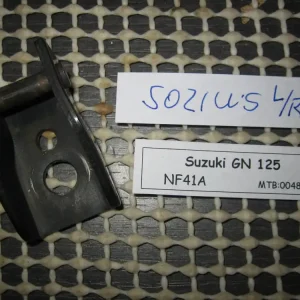 SOZIUS L/R
Suzuki GN 125
NF41A MTB:0048